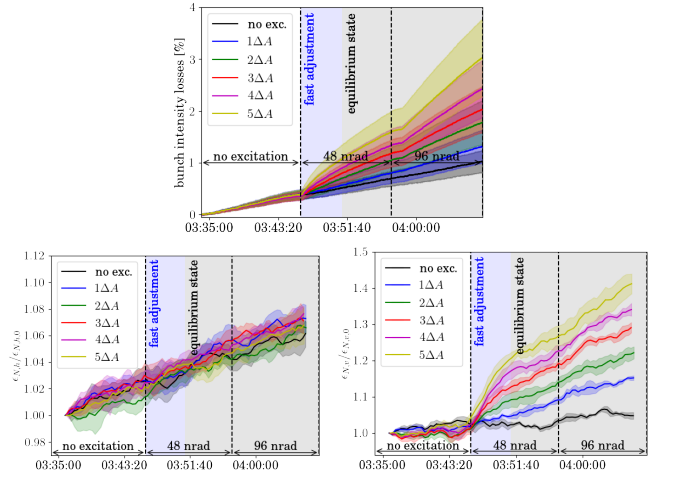 4
3
2
1
0
bunch intensity losses [%]
no exc.
1ΔA
2ΔA
3ΔA
4ΔA
5ΔA
fast adjustment
equilibrium state
no excitation
48 nrad
96 nrad
03:35:00
03:43:20
03:51:40
04:00:00
1.12
1.10
1.08
1.06
1.04
1.02
1.00
0.98
ϵN,h/ϵN,h,0
no exc.
1ΔA
2ΔA
3ΔA
4ΔA
5ΔA
fast adjustment
equilibrium state
no excitation
48 nrad
96 nrad
03:35:00
03:43:20
03:51:40
04:00:00
1.5
1.4
1.3
1.2
1.1
1.0
ϵN,v/ϵN,v,0
no exc.
1ΔA
2ΔA
3ΔA
4ΔA
5ΔA
fast adjustment
equilibrium state
no excitation
48 nrad
96 nrad
03:35:00
03:43:20
03:51:40
04:00:00